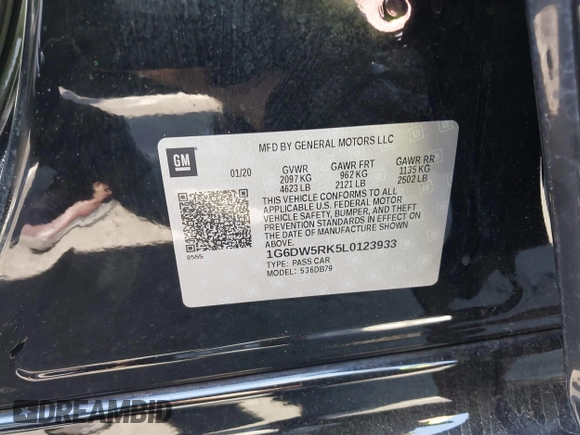 MFD BY GENERAL MOTORS LLC
GM
01/20
GVWR GAWR FRT GAWR RR
2097 KG 962 KG 1135 KG
4623 LB 2121 LB 2502 LB
THIS VEHICLE CONFORMS TO ALL
APPLICABLE U.S. FEDERAL MOTOR
VEHICLE SAFETY, BUMPER, AND THEFT
PREVENTION STANDARDS IN EFFECT ON
THE DATE OF MANUFACTURE SHOWN
ABOVE.
8555
1G6DW5RK5L0123933
TYPE: PASS CAR
MODEL: 536DB79
DREAMBID